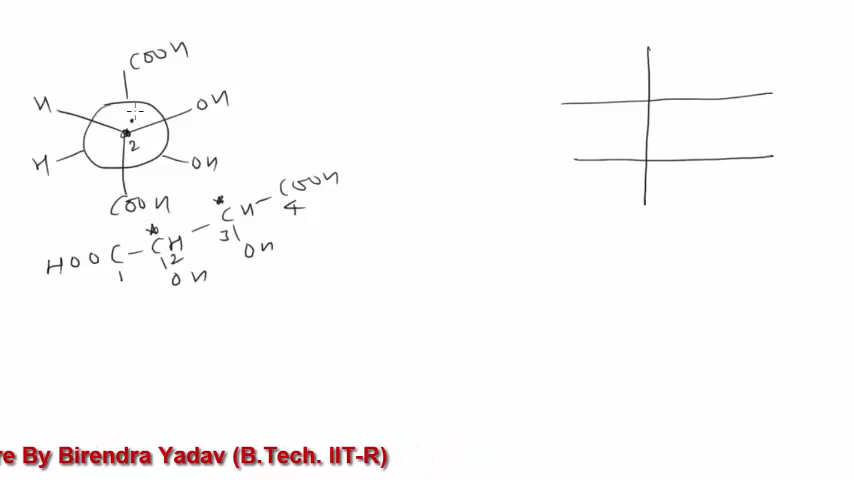 COOH
H OH
2
H OH
COOH
HOOC - *CH - *CH - COOH
1 2 3 4
OH OH
re By Birendra Yadav (B.Tech. IIT-R)